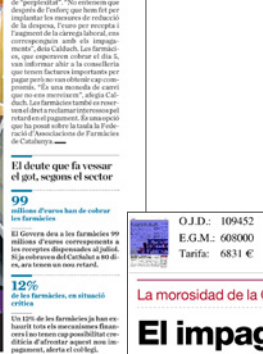 de "perplexitat". "No entenem que
després de l'esforç que hem fet per
implantar les mesures de reducció
de la despesa, l'euro per recepta i
l'augment de la càrrega laboral, ens
corresponguin amb els impaga-
ments", deia Calduch. Les farmàci-
es, que esperaven cobrar el dia 5,
van informar ahir a la conselleria
que tenen factures importants per
pagar però no van obtenir cap com-
promís. "És una moneda de canvi
que no ens mereixem", afegia Cal-
duch. Les farmàcies també es reser-
ven el dret a reclamar interessos pel
retard en el pagament. És una opció
que ha posat sobre la taula la Fede-
ració d'Associacions de Farmàcies
de Catalunya.
El deute que fa vessar
el got, segons el sector
99
milions d'euros han de cobrar
les farmàcies
El Govern deu a les farmàcies 99
milions d'euros corresponents a
les receptes dispensades al juliol.
Si ja cobraven del CatSalut a 80 di-
es, ara tenen un nou retard.
12%
de les farmàcies, en situació
crítica
Un 12% de les farmàcies ja han ex-
haurit tots els mecanismes finan-
cers i no tenen cap possibilitat cre-
ditícia d'afrontar aquest nou im-
pagament, alerta el col·legi.
O.J.D.: 109452
E.G.M.: 608000
Tarifa: 6831 €
La morosidad de la
El impag